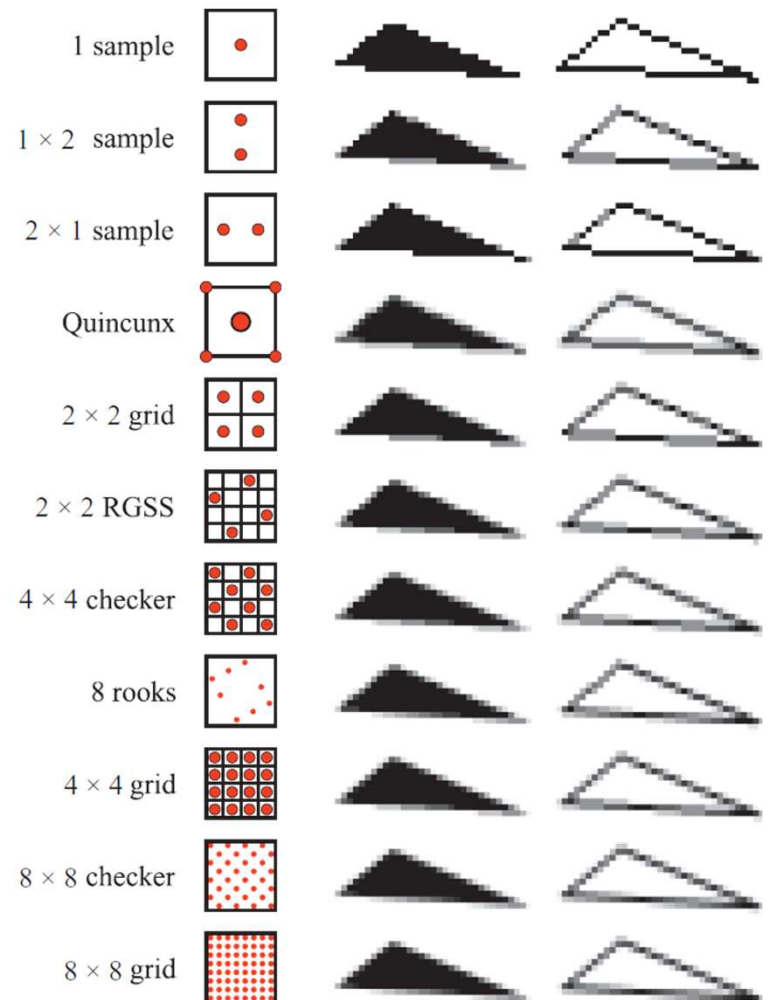 1 sample
1 × 2 sample
2 × 1 sample
Quincunx
2 × 2 grid
2 × 2 RGSS
4 × 4 checker
8 rooks
4 × 4 grid
8 × 8 checker
8 × 8 grid